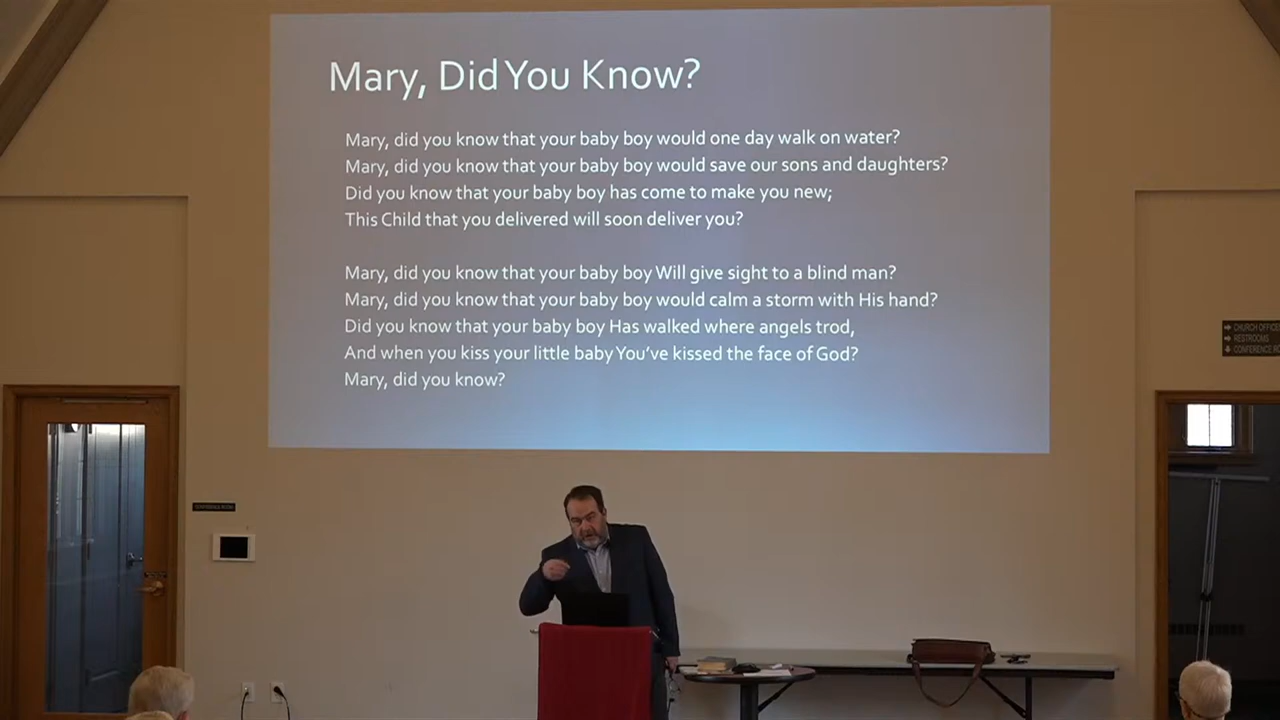 Mary, Did You Know?
Mary, did you know that your baby boy would one day walk on water?
Mary, did you know that your baby boy would save our sons and daughters?
Did you know that your baby boy has come to make you new;
This Child that you delivered will soon deliver you?
Mary, did you know that your baby boy Will give sight to a blind man?
Mary, did you know that your baby boy would calm a storm with His hand?
Did you know that your baby boy Has walked where angels trod,
And when you kiss your little baby You've kissed the face of God?
Mary, did you know?
CHURCH OFFICE
RESTROOMS
CONFERENCE
CONFERENCE ROOM